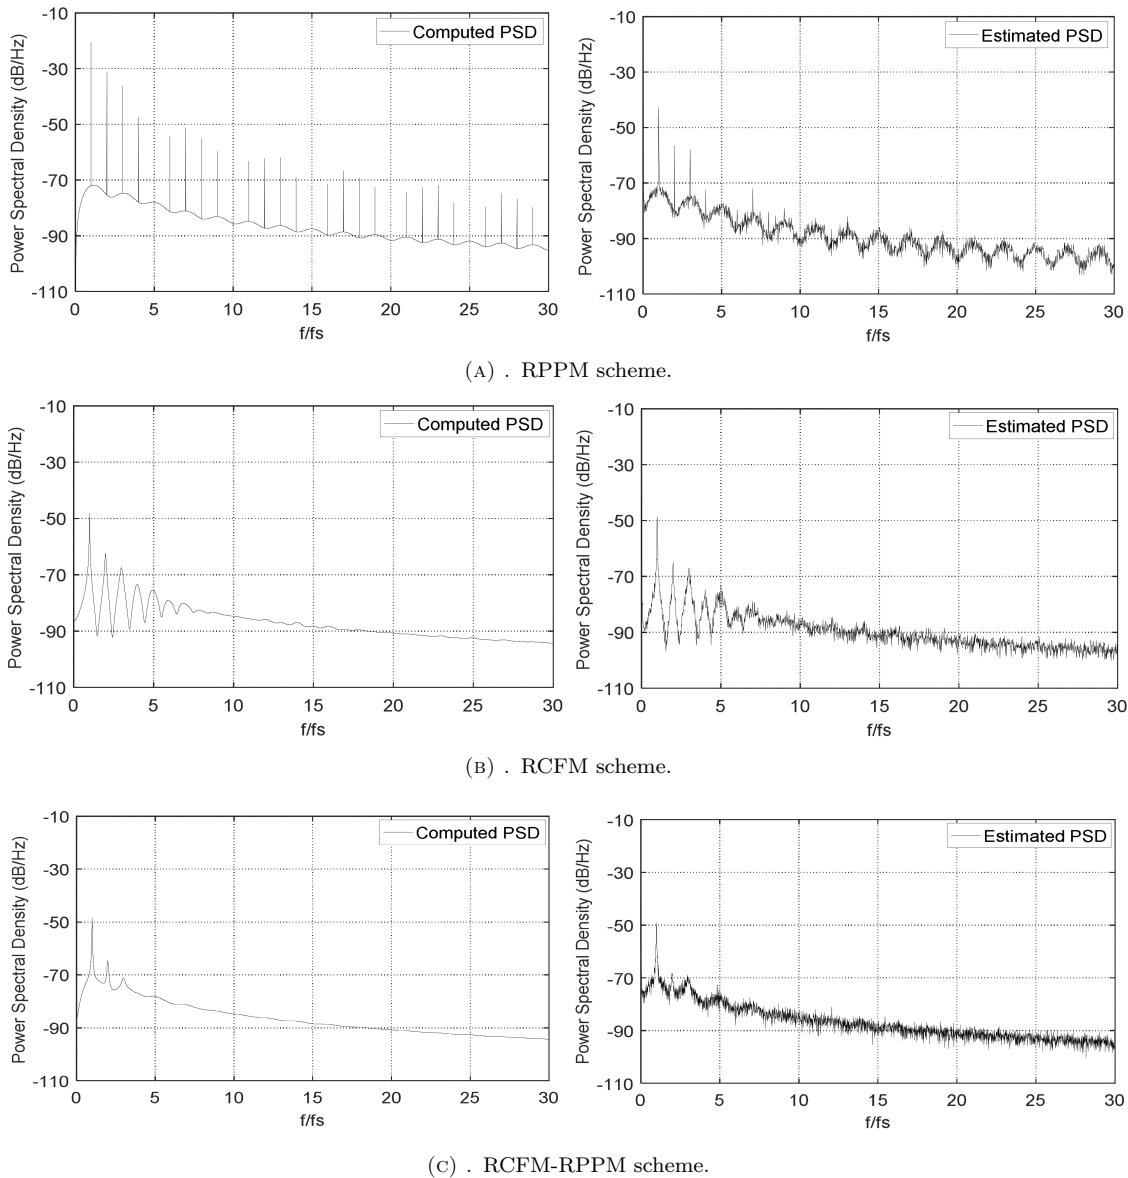 Computed PSD
Power Spectral Density (dB/Hz)
-10
-30
-50
-70
-90
-110
0 5 10 15 20 25 30
f/fs
Estimated PSD
Power Spectral Density (dB/Hz)
-10
-30
-50
-70
-90
-110
0 5 10 15 20 25 30
f/fs
(A) . RPPM scheme.
Computed PSD
Power Spectral Density (dB/Hz)
-10
-30
-50
-70
-90
-110
0 5 10 15 20 25 30
f/fs
Estimated PSD
Power Spectral Density (dB/Hz)
-10
-30
-50
-70
-90
-110
0 5 10 15 20 25 30
f/fs
(B) . RCFM scheme.
Computed PSD
Power Spectral Density (dB/Hz)
-10
-30
-50
-70
-90
-110
0 5 10 15 20 25 30
f/fs
Estimated PSD
Power Spectral Density (dB/Hz)
-10
-30
-50
-70
-90
-110
0 5 10 15 20 25 30
f/fs
(C) . RCFM-RPPM scheme.